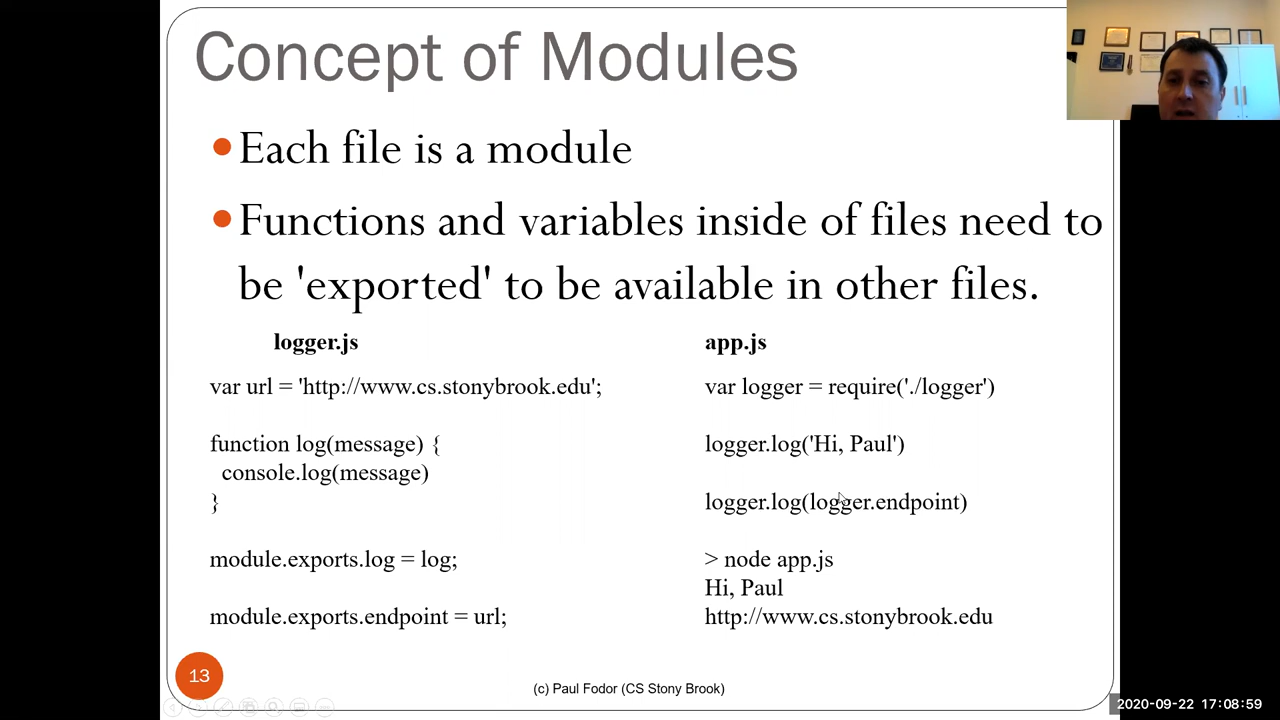 Concept of Modules
Each file is a module
Functions and variables inside of files need to
be 'exported' to be available in other files.
logger.js
var url = 'http://www.cs.stonybrook.edu';
function log(message) {
console.log(message)
}
module.exports.log = log;
module.exports.endpoint = url;
app.js
var logger = require('./logger')
logger.log('Hi, Paul')
logger.log(logger.endpoint)
> node app.js
Hi, Paul
http://www.cs.stonybrook.edu
13
(c) Paul Fodor (CS Stony Brook)
2020-09-22 17:08:59